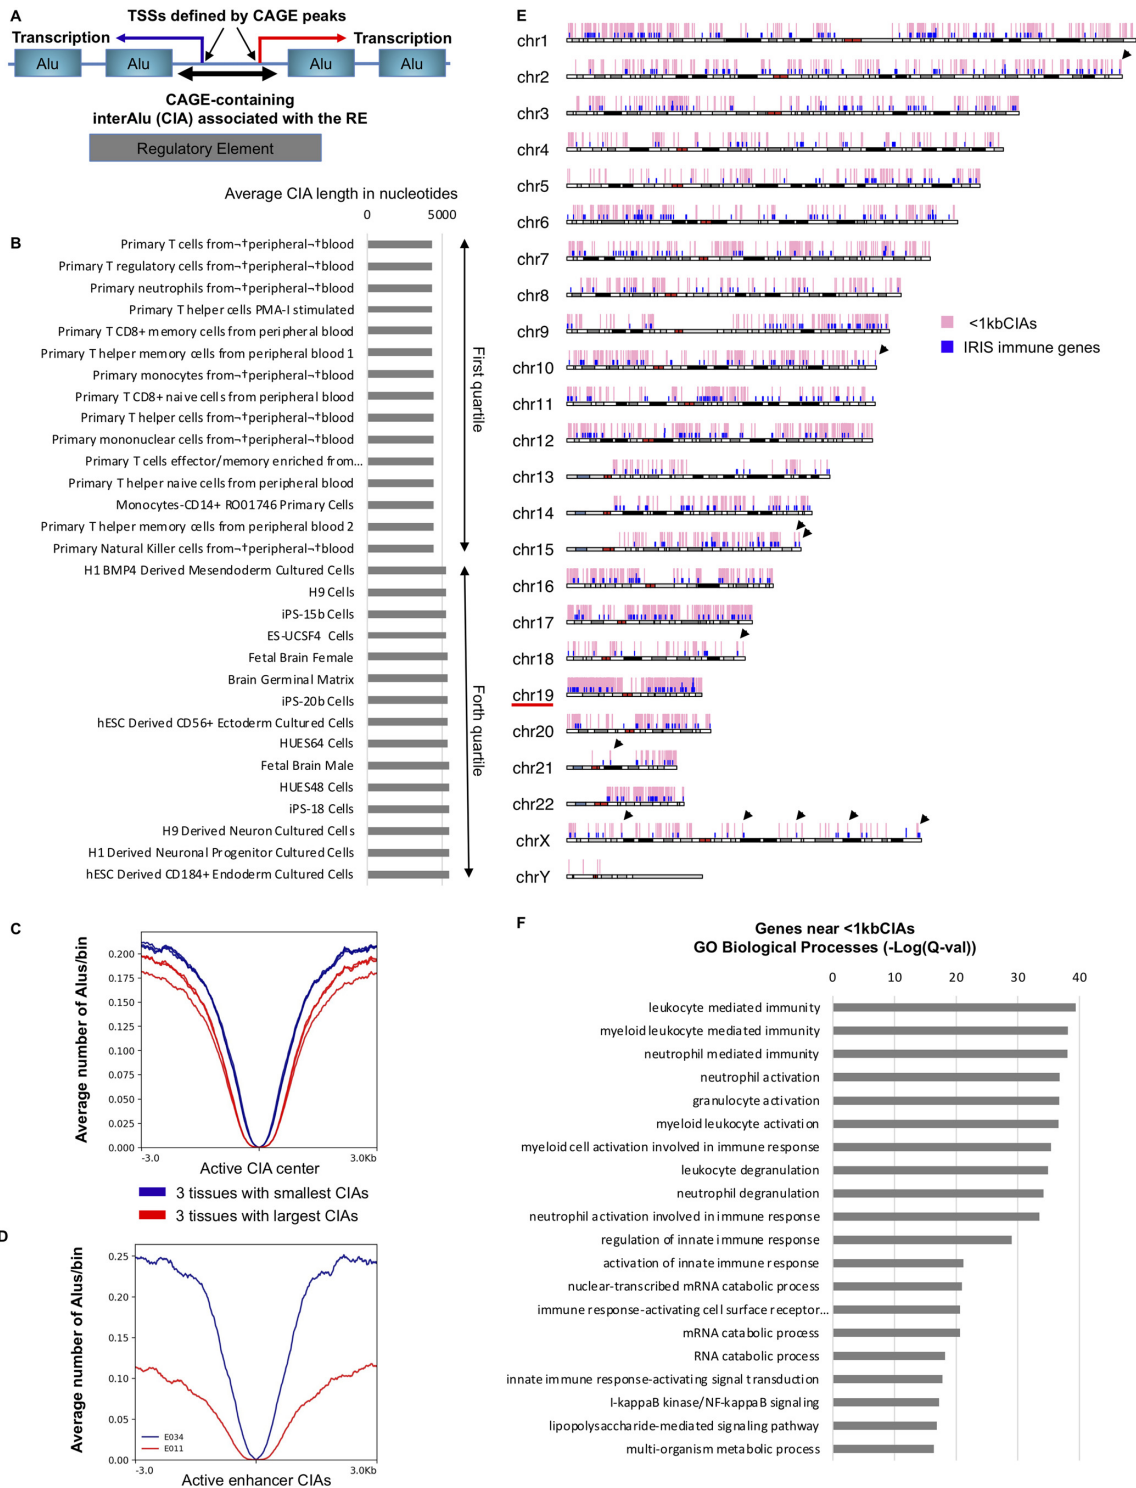 A
TSSs defined by CAGE peaks
Transcription
Transcription
Alu
Alu
Alu
Alu
CAGE-containing
interAlu (CIA) associated with the RE
Regulatory Element
B
Average CIA length in nucleotides
0
5000
Primary T cells from¬†peripheral¬†blood
Primary T regulatory cells from¬†peripheral¬†blood
Primary neutrophils from¬†peripheral¬†blood
Primary T helper cells PMA-I stimulated
Primary T CD8+ memory cells from peripheral blood
Primary T helper memory cells from peripheral blood 1
Primary monocytes from¬†peripheral¬†blood
Primary T CD8+ naive cells from peripheral blood
Primary T helper cells from¬†peripheral¬†blood
Primary mononuclear cells from¬†peripheral¬†blood
Primary T cells effector/memory enriched from...
Primary T helper naive cells from peripheral blood
Monocytes-CD14+ RO01746 Primary Cells
Primary T helper memory cells from peripheral blood 2
Primary Natural Killer cells from¬†peripheral¬†blood
H1 BMP4 Derived Mesendoderm Cultured Cells
H9 Cells
iPS-15b Cells
ES-UCSF4 Cells
Fetal Brain Female
Brain Germinal Matrix
iPS-20b Cells
hESC Derived CD56+ Ectoderm Cultured Cells
HUES64 Cells
Fetal Brain Male
HUES48 Cells
iPS-18 Cells
H9 Derived Neuron Cultured Cells
H1 Derived Neuronal Progenitor Cultured Cells
hESC Derived CD184+ Endoderm Cultured Cells
First quartile
Forth quartile
C
Average number of Alus/bin
0.200
0.175
0.150
0.125
0.100
0.075
0.050
0.025
0.000
-3.0
3.0Kb
Active CIA center
3 tissues with smallest CIAs
3 tissues with largest CIAs
D
Average number of Alus/bin
0.25
0.20
0.15
0.10
0.05
0.00
E034
E011
-3.0
3.0Kb
Active enhancer CIAs
E
chr1
chr2
chr3
chr4
chr5
chr6
chr7
chr8
chr9
chr10
chr11
chr12
chr13
chr14
chr15
chr16
chr17
chr18
chr19
chr20
chr21
chr22
chrX
chrY
<1kbCIAs
IRIS immune genes
F
Genes near <1kbCIAs
GO Biological Processes (-Log(Q-val))
0
10
20
30
40
leukocyte mediated immunity
myeloid leukocyte mediated immunity
neutrophil mediated immunity
neutrophil activation
granulocyte activation
myeloid leukocyte activation
myeloid cell activation involved in immune response
leukocyte degranulation
neutrophil degranulation
neutrophil activation involved in immune response
regulation of innate immune response
activation of innate immune response
nuclear-transcribed mRNA catabolic process
immune response-activating cell surface receptor...
mRNA catabolic process
RNA catabolic process
innate immune response-activating signal transduction
I-kappaB kinase/NF-kappaB signaling
lipopolysaccharide-mediated signaling pathway
multi-organism metabolic process